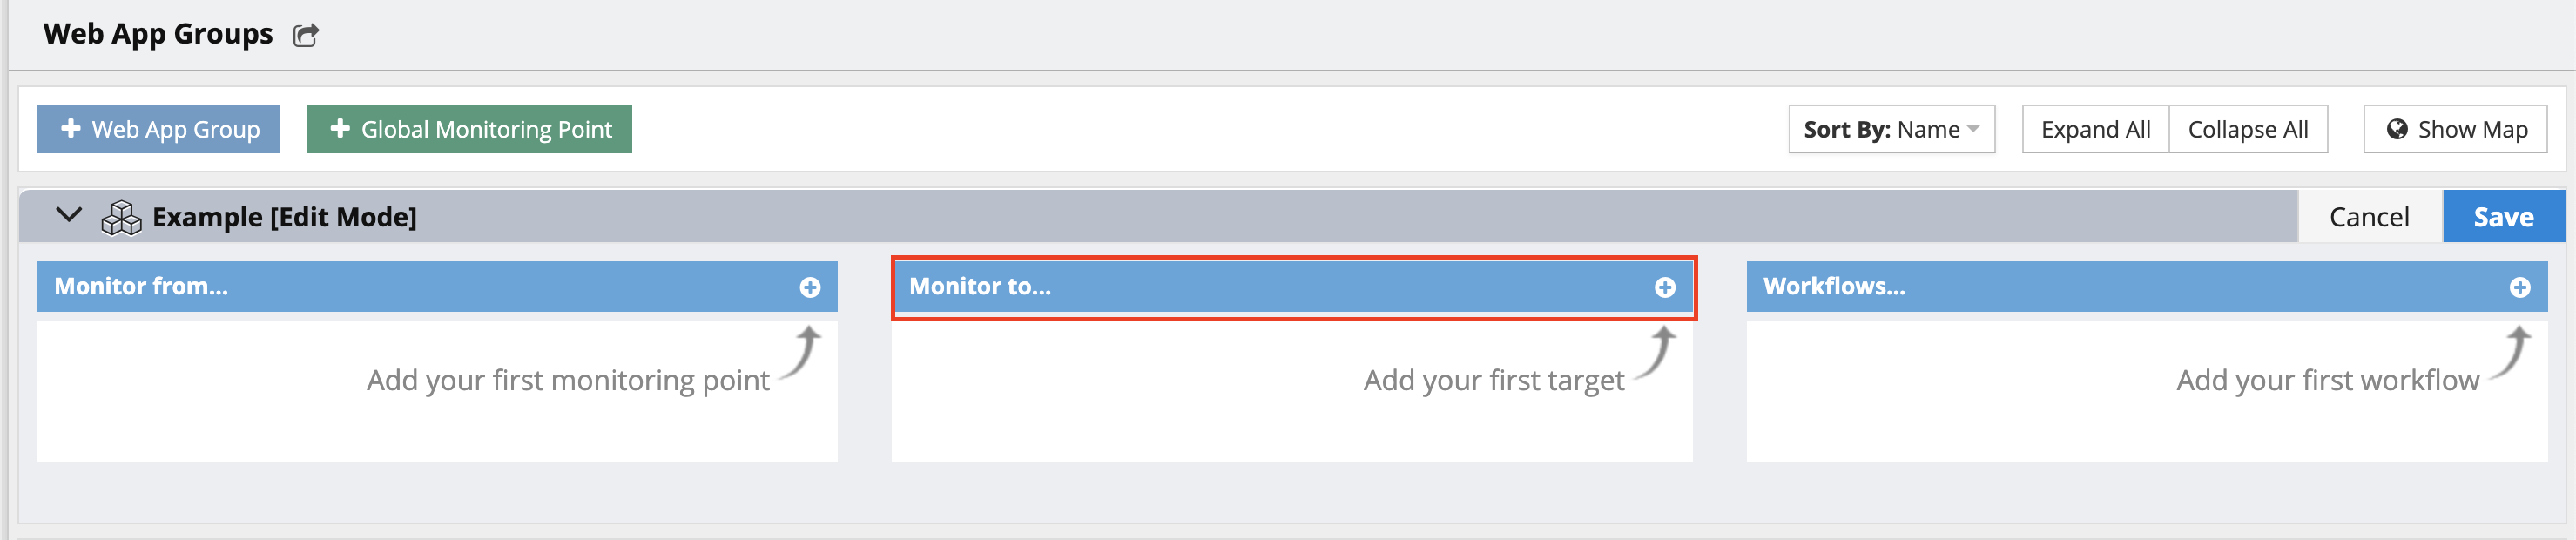 Web App Groups
Web App Group
Global Monitoring Point
Sort By: Name
Expand All
Collapse All
Show Map
Example [Edit Mode]
Cancel
Save
Monitor from...
Monitor to...
Workflows...
Add your first monitoring point
Add your first target
Add your first workflow